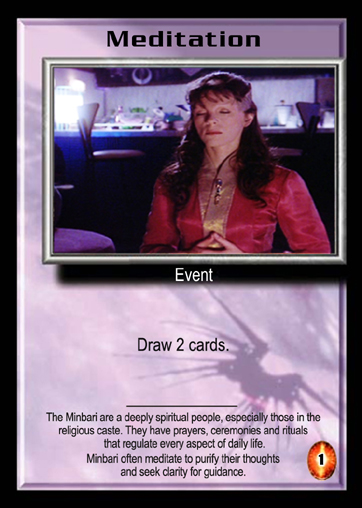 Meditation
Event
Draw 2 cards.
The Minbari are a deeply spiritual people, especially those in the
religious caste. They have prayers, ceremonies and rituals
that regulate every aspect of daily life.
Minbari often meditate to purify their thoughts
and seek clarity for guidance.
1